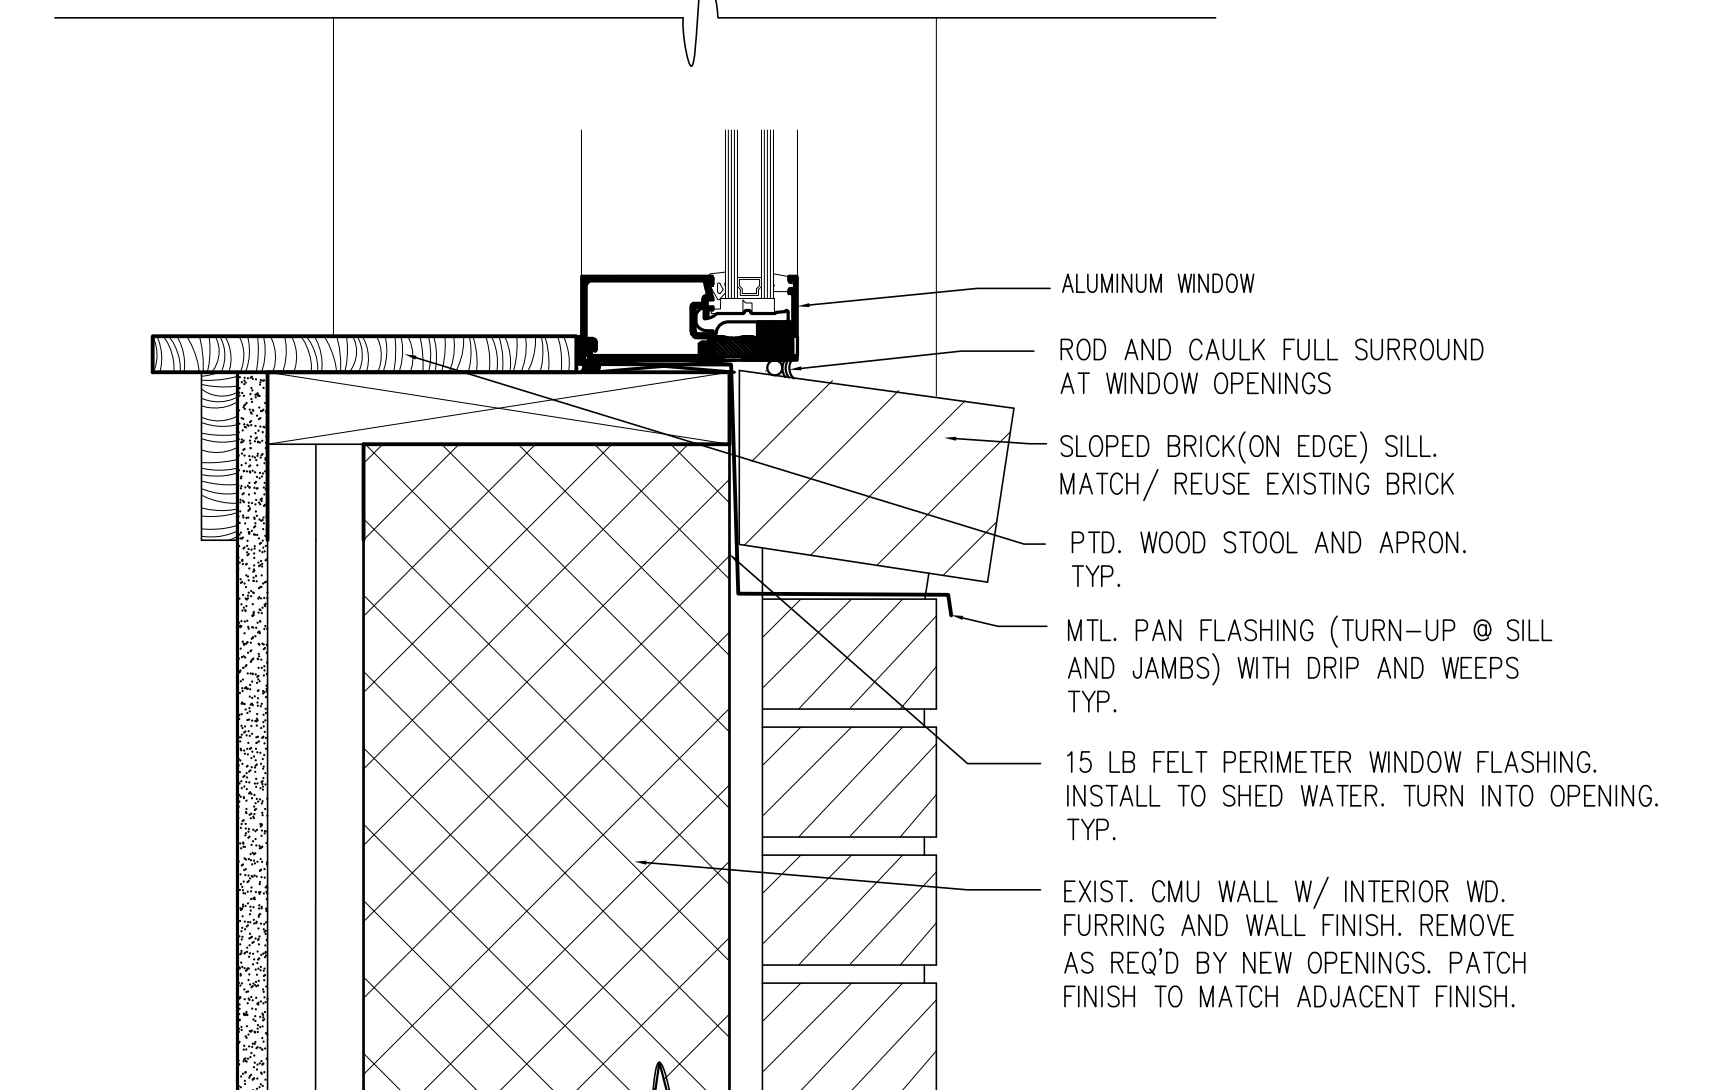 ALUMINUM WINDOW
ROD AND CAULK FULL SURROUND
AT WINDOW OPENINGS
SLOPED BRICK(ON EDGE) SILL.
MATCH/ REUSE EXISTING BRICK
PTD. WOOD STOOL AND APRON.
TYP.
MTL. PAN FLASHING (TURN-UP @ SILL
AND JAMBS) WITH DRIP AND WEEPS
TYP.
15 LB FELT PERIMETER WINDOW FLASHING.
INSTALL TO SHED WATER. TURN INTO OPENING.
TYP.
EXIST. CMU WALL W/ INTERIOR WD.
FURRING AND WALL FINISH. REMOVE
AS REQ'D BY NEW OPENINGS. PATCH
FINISH TO MATCH ADJACENT FINISH.